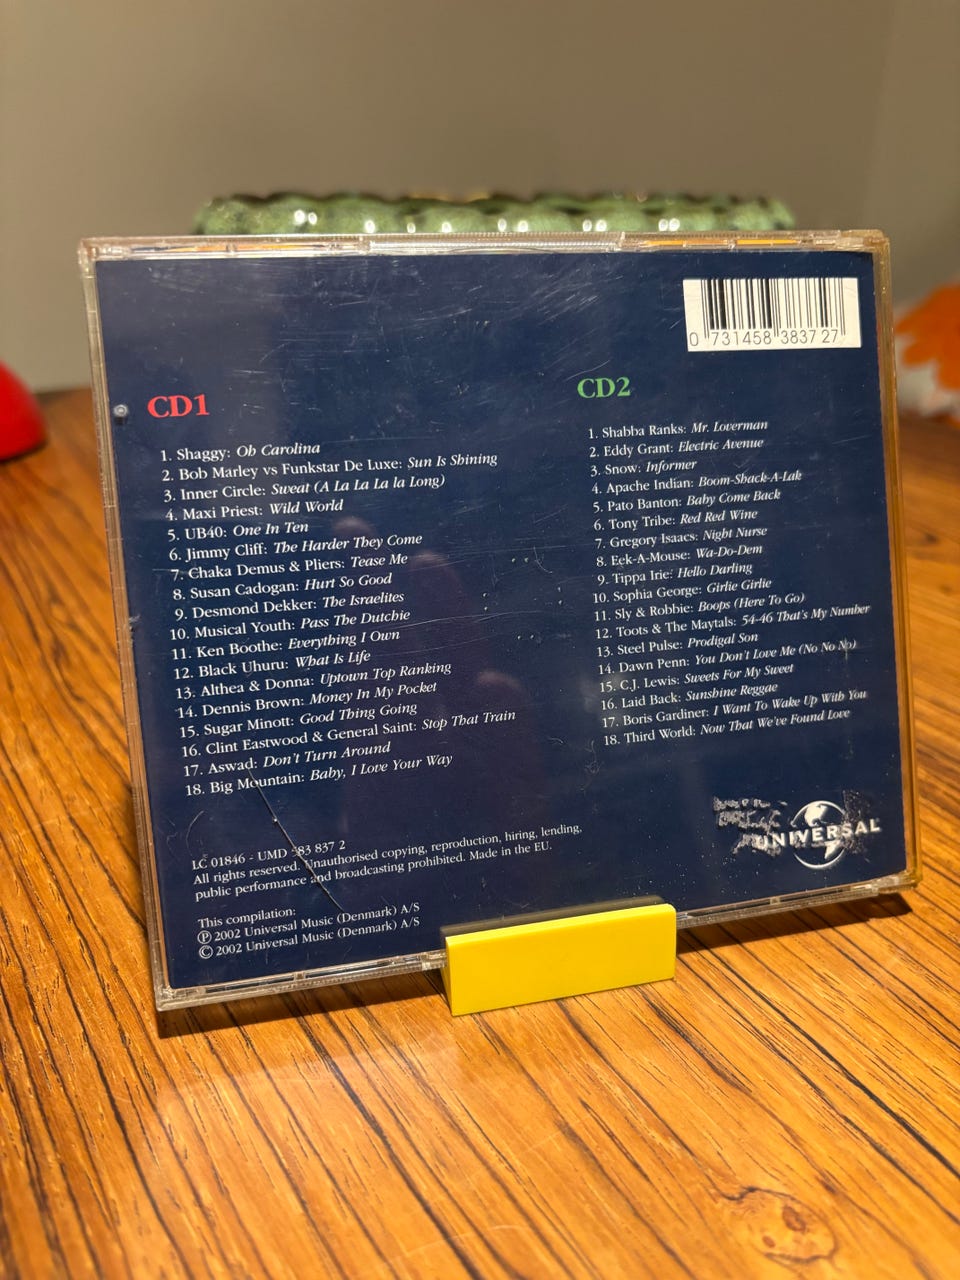 0 731458 383727
CD1
1. Shaggy: Oh Carolina
2. Bob Marley vs Funkstar De Luxe: Sun Is Shining
3. Inner Circle: Sweat (A La La La la Long)
4. Maxi Priest: Wild World
5. UB40: One In Ten
6. Jimmy Cliff: The Harder They Come
7. Chaka Demus & Pliers: Tease Me
8. Susan Cadogan: Hurt So Good
9. Desmond Dekker: The Israelites
10. Musical Youth: Pass The Dutchie
11. Ken Boothe: Everything I Own
12. Black Uhuru: What Is Life
13. Althea & Donna: Uptown Top Ranking
14. Dennis Brown: Money In My Pocket
15. Sugar Minott: Good Thing Going
16. Clint Eastwood & General Saint: Stop That Train
17. Aswad: Don't Turn Around
18. Big Mountain: Baby, I Love Your Way
CD2
1. Shabba Ranks: Mr. Loverman
2. Eddy Grant: Electric Avenue
3. Snow: Informer
4. Apache Indian: Boom-Shack-A-Lak
5. Pato Banton: Baby Come Back
6. Tony Tribe: Red Red Wine
7. Gregory Isaacs: Night Nurse
8. Eek-A-Mouse: Wa-Do-Dem
9. Tippa Irie: Hello Darling
10. Sophia George: Girlie Girlie
11. Sly & Robbie: Boops (Here To Go)
12. Toots & The Maytals: 54-46 That's My Number
13. Steel Pulse: Prodigal Son
14. Dawn Penn: You Don't Love Me (No No No)
15. C.J. Lewis: Sweets For My Sweet
16. Laid Back: Sunshine Reggae
17. Boris Gardiner: I Want To Wake Up With You
18. Third World: Now That We've Found Love
LC 01846 - UMD 583 837 2
All rights reserved. Unauthorised copying, reproduction, hiring, lending,
public performance and broadcasting prohibited. Made in the EU.
This compilation:
℗ 2002 Universal Music (Denmark) A/S
© 2002 Universal Music (Denmark) A/S
UNIVERSAL